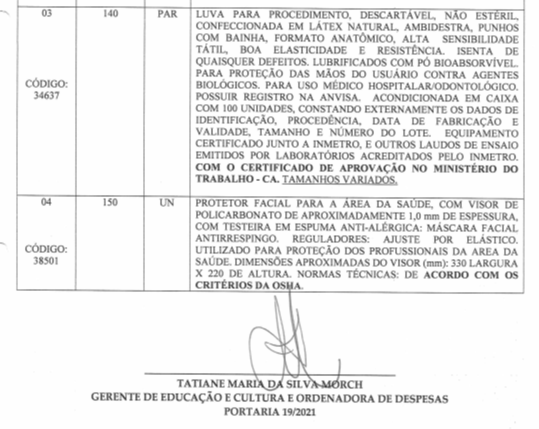 03 140 PAR LUVA PARA PROCEDIMENTO, DESCARTÁVEL, NÃO ESTÉRIL,
CONFECCIONADA EM LÁTEX NATURAL, AMBIDESTRA, PUNHOS
COM BAINHA, FORMATO ANATÔMICO, ALTA SENSIBILIDADE
TÁTIL, BOA ELASTICIDADE E RESISTÊNCIA. ISENTA DE
QUAISQUER DEFEITOS. LUBRIFICADOS COM PÓ BIOABSORVÍVEL.
CÓDIGO: PARA PROTEÇÃO DAS MÃOS DO USUÁRIO CONTRA AGENTES
34637 BIOLÓGICOS. PARA USO MÉDICO HOSPITALAR/ODONTOLÓGICO.
POSSUIR REGISTRO NA ANVISA. ACONDICIONADA EM CAIXA
COM 100 UNIDADES, CONSTANDO EXTERNAMENTE OS DADOS DE
IDENTIFICAÇÃO, PROCEDÊNCIA, DATA DE FABRICAÇÃO E
VALIDADE, TAMANHO E NÚMERO DO LOTE. EQUIPAMENTO
CERTIFICADO JUNTO A INMETRO, E OUTROS LAUDOS DE ENSAIO
EMITIDOS POR LABORATÓRIOS ACREDITADOS PELO INMETRO.
COM O CERTIFICADO DE APROVAÇÃO NO MINISTÉRIO DO
TRABALHO - CA. TAMANHOS VARIADOS.
04 150 UN PROTETOR FACIAL PARA A ÁREA DA SAÚDE, COM VISOR DE
POLICARBONATO DE APROXIMADAMENTE 1,0 mm DE ESPESSURA,
COM TESTEIRA EM ESPUMA ANTI-ALÉRGICA: MÁSCARA FACIAL
CÓDIGO: ANTIRRESPINGO. REGULADORES: AJUSTE POR ELÁSTICO.
38501 UTILIZADO PARA PROTEÇÃO DOS PROFUSSIONAIS DA AREA DA
SAÚDE. DIMENSÕES APROXIMADAS DO VISOR (mm): 330 LARGURA
X 220 DE ALTURA. NORMAS TÉCNICAS: DE ACORDO COM OS
CRITÉRIOS DA OSHA.
TATIANE MARIA DA SILVA MORCH
GERENTE DE EDUCAÇÃO E CULTURA E ORDENADORA DE DESPESAS
PORTARIA 19/2021